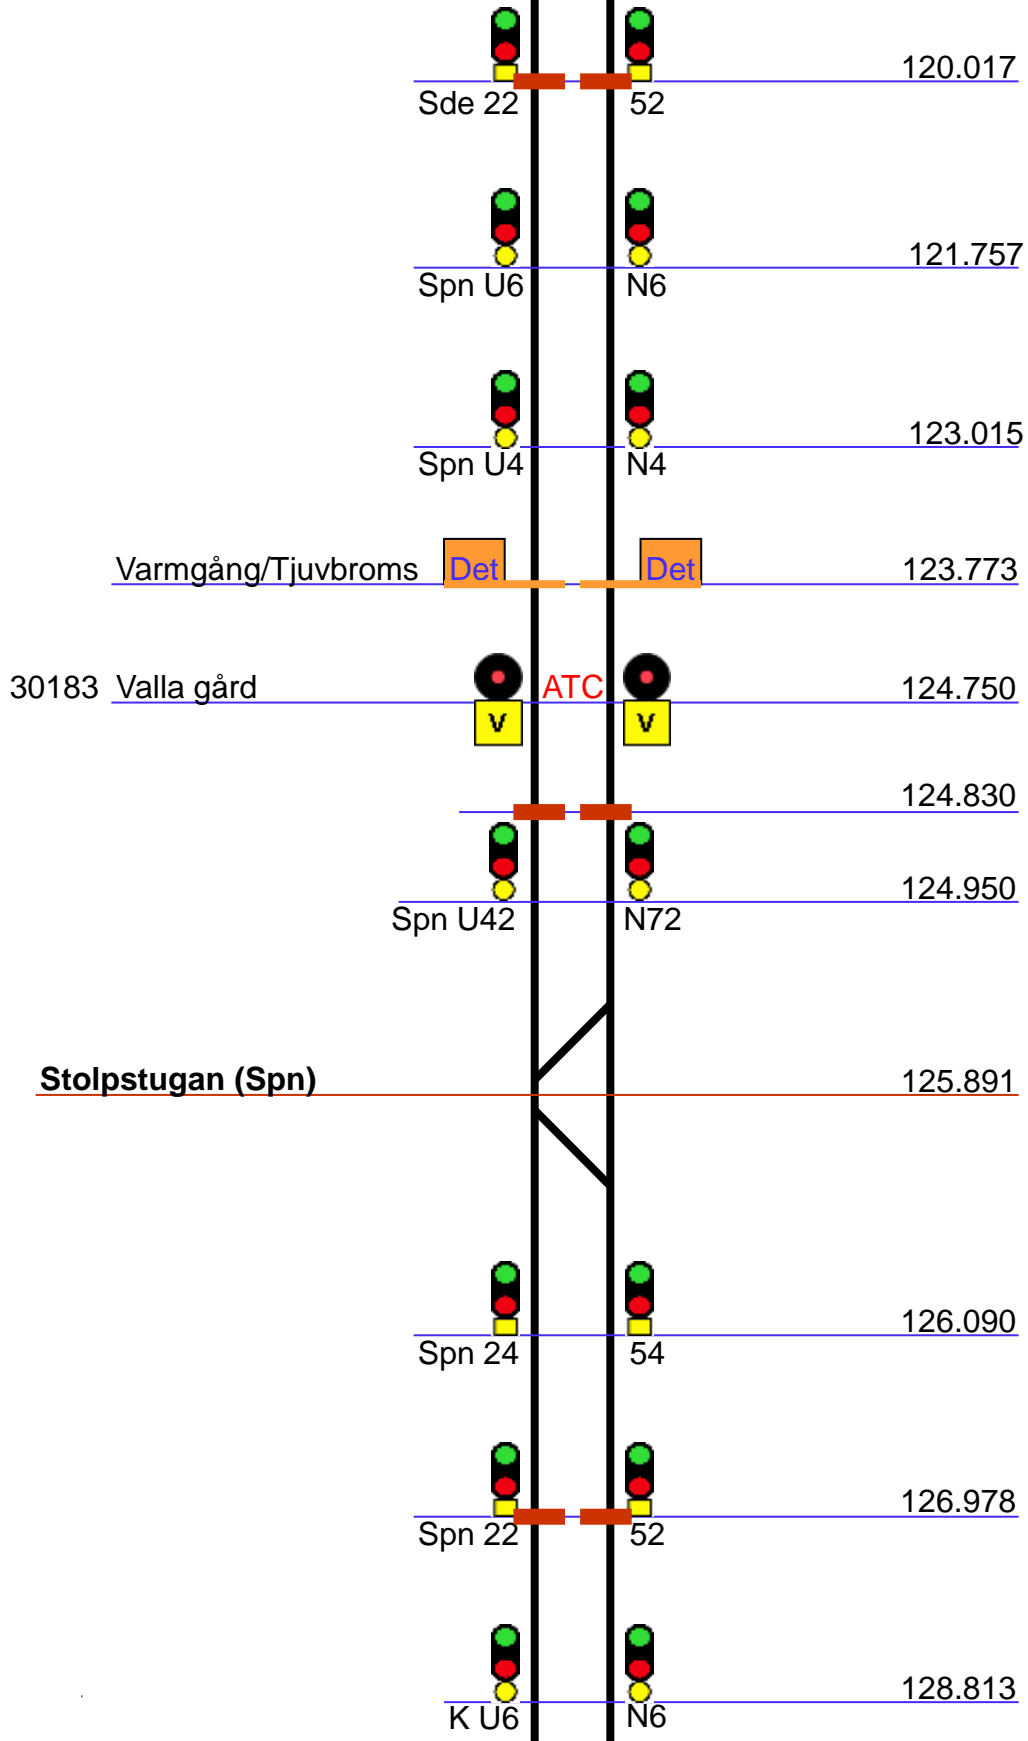 120.017
Sde 22 52
121.757
Spn U6 N6
123.015
Spn U4 N4
Varmgång/Tjuvbroms Det Det 123.773
30183 Valla gård ATC 124.750
V V
124.830
124.950
Spn U42 N72
Stolpstugan (Spn) 125.891
126.090
Spn 24 54
126.978
Spn 22 52
128.813
K U6 N6